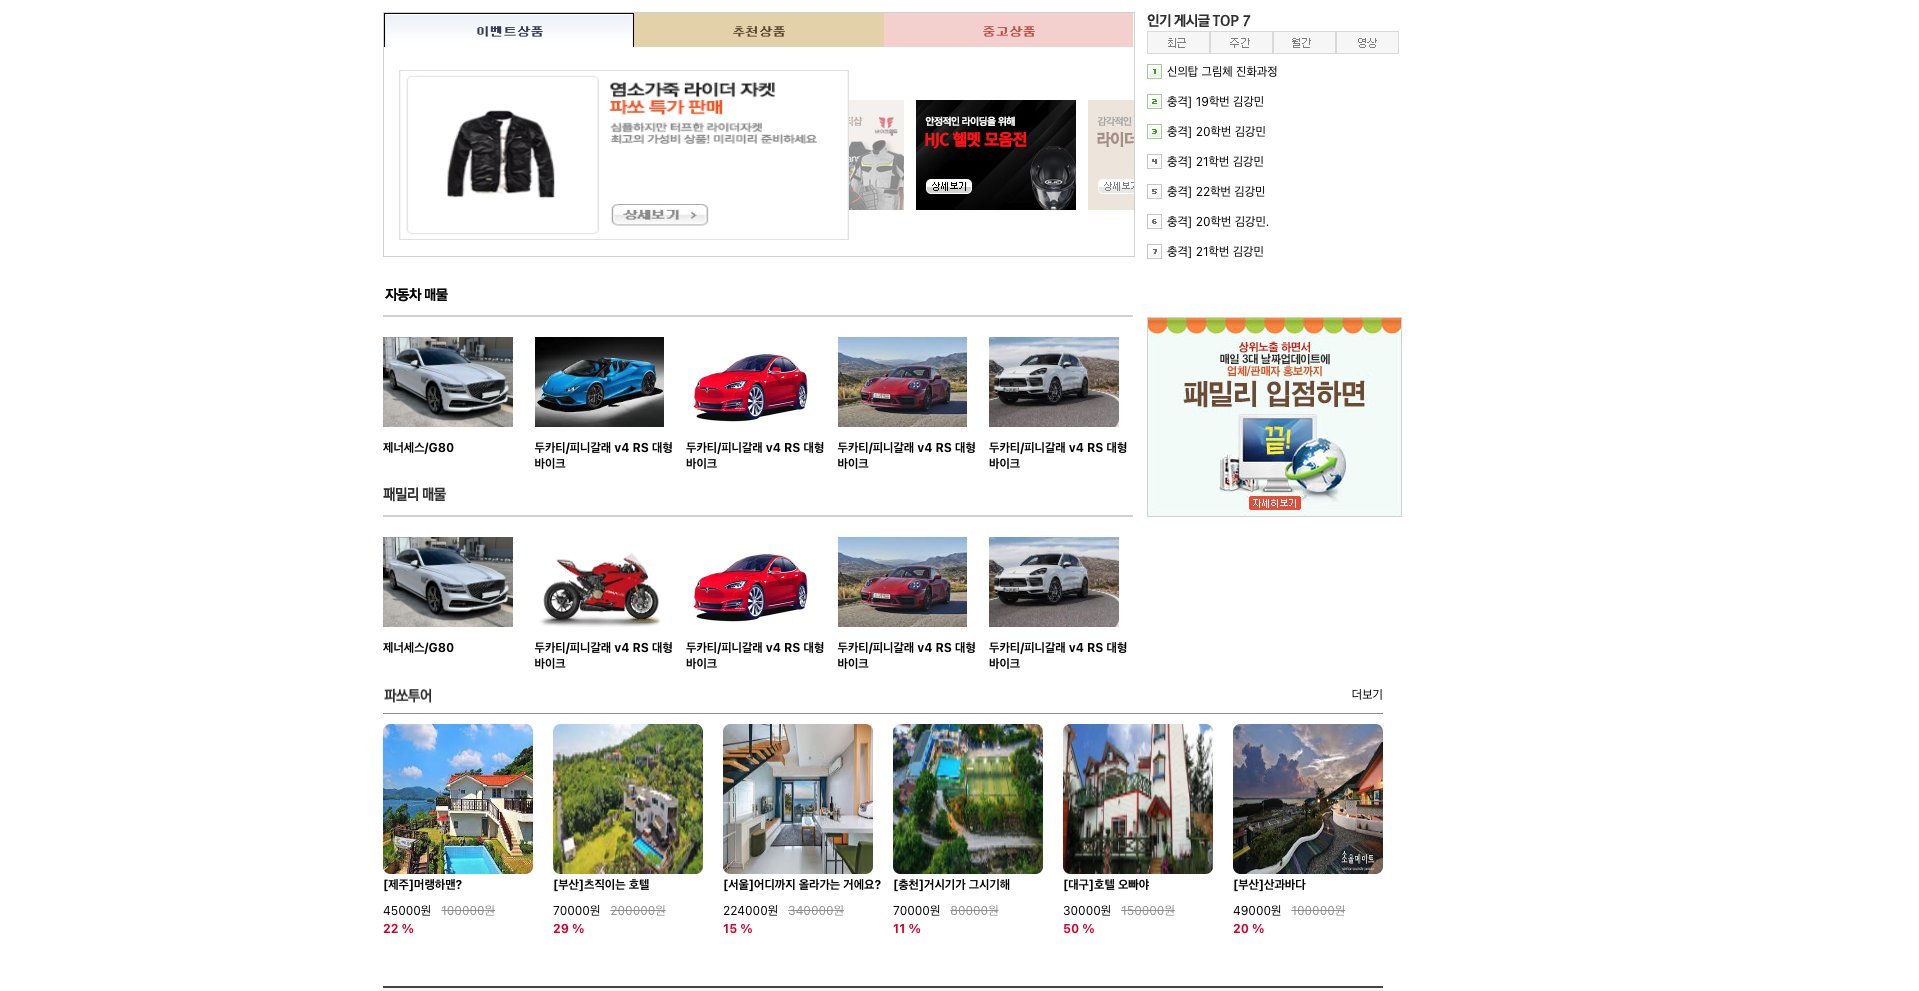 이벤트상품
추천상품
중고상품
염소가죽 라이더 자켓
파쏘 특가 판매
심플하지만 터프한 라이더자켓
최고의 가성비 상품! 미리미리 준비하세요
상세보기 >
안정적인 라이딩을 위해
HJC 헬멧 모음전
상세보기
감각적인
라이더
상세보기
인기 게시글 TOP 7
최근
주간
월간
영상
1 신의탑 그림체 진화과정
2 충격] 19학번 김강민
3 충격] 20학번 김강민
4 충격] 21학번 김강민
5 충격] 22학번 김강민
6 충격] 20학번 김강민.
7 충격] 21학번 김강민
자동차 매물
제너세스/G80
두카티/피니갈래 v4 RS 대형
바이크
두카티/피니갈래 v4 RS 대형
바이크
두카티/피니갈래 v4 RS 대형
바이크
두카티/피니갈래 v4 RS 대형
바이크
상위노출 하면서
매일 3대 날짜업데이트에
업체/판매자 홍보까지
패밀리 입점하면
끝!
자세히보기
패밀리 매물
제너세스/G80
두카티/피니갈래 v4 RS 대형
바이크
두카티/피니갈래 v4 RS 대형
바이크
두카티/피니갈래 v4 RS 대형
바이크
두카티/피니갈래 v4 RS 대형
바이크
파쏘투어
더보기
[제주]머랭하맨?
45000원 100000원
22 %
[부산]츠직이는 호텔
70000원 200000원
29 %
[서울]어디까지 올라가는 거에요?
224000원 340000원
15 %
[충천]거시기가 그시기해
70000원 80000원
11 %
[대구]호텔 오빠야
30000원 150000원
50 %
소울메이트
[부산]산과바다
49000원 100000원
20 %